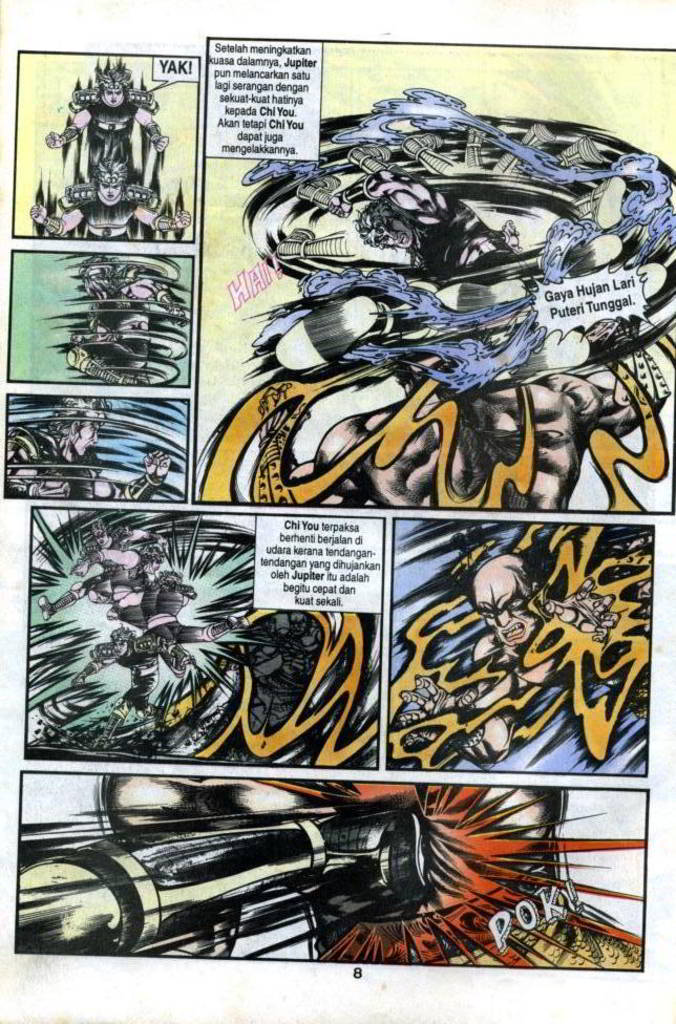 YAK!
Setelah meningkatkan
kuasa dalamnya, Jupiter
pun melancarkan satu
lagi serangan dengan
sekuat-kuat hatinya
kepada Chi You.
Akan tetapi Chi You
dapat juga
mengelakkannya.
HAH
Gaya Hujan Lari
Puteri Tunggal.
Chi You terpaksa
berhenti berjalan di
udara kerana tendangan-
tendangan yang dihujankan
oleh Jupiter itu adalah
begitu cepat dan
kuat sekali.
POK!
8